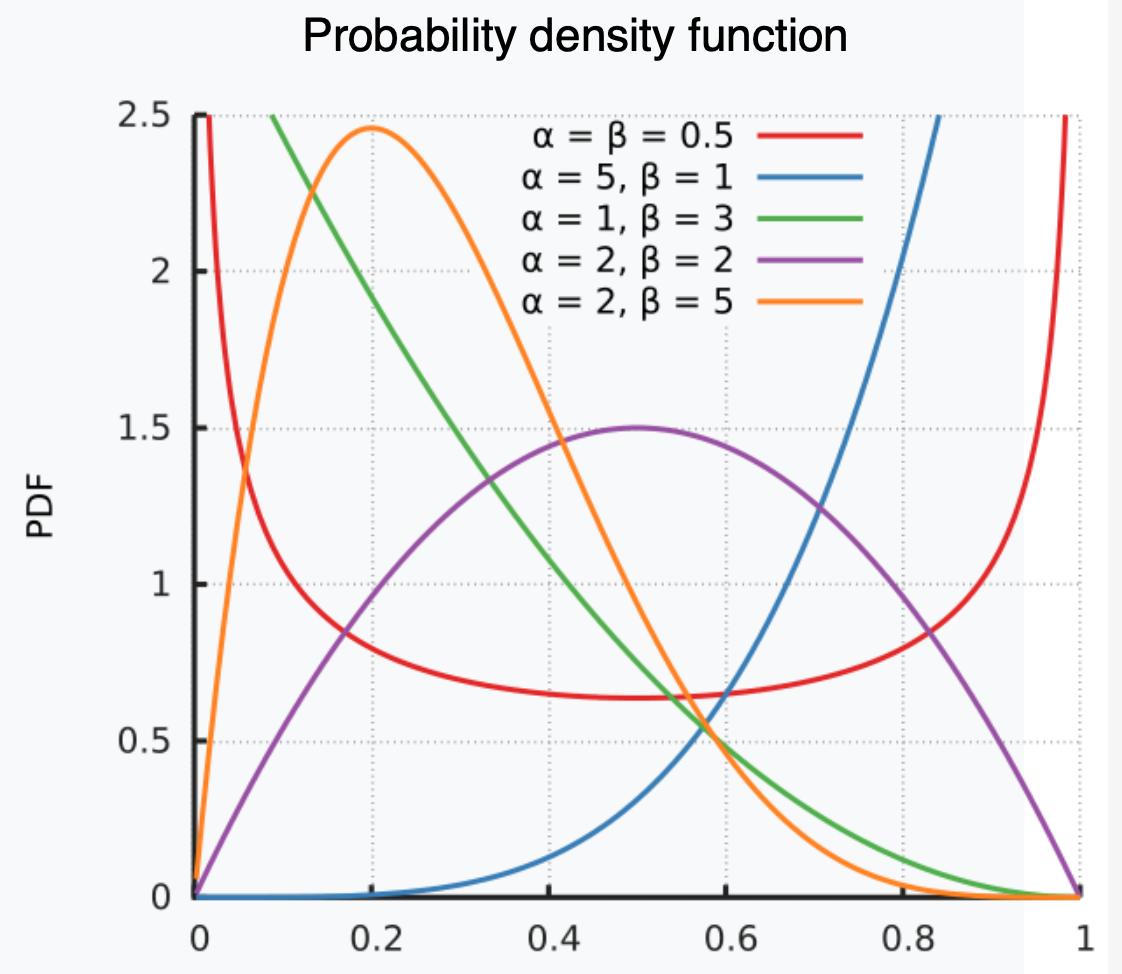 Probability density function
2.5
2
1.5
1
0.5
0
PDF
α = β = 0.5
α = 5, β = 1
α = 1, β = 3
α = 2, β = 2
α = 2, β = 5
0 0.2 0.4 0.6 0.8 1